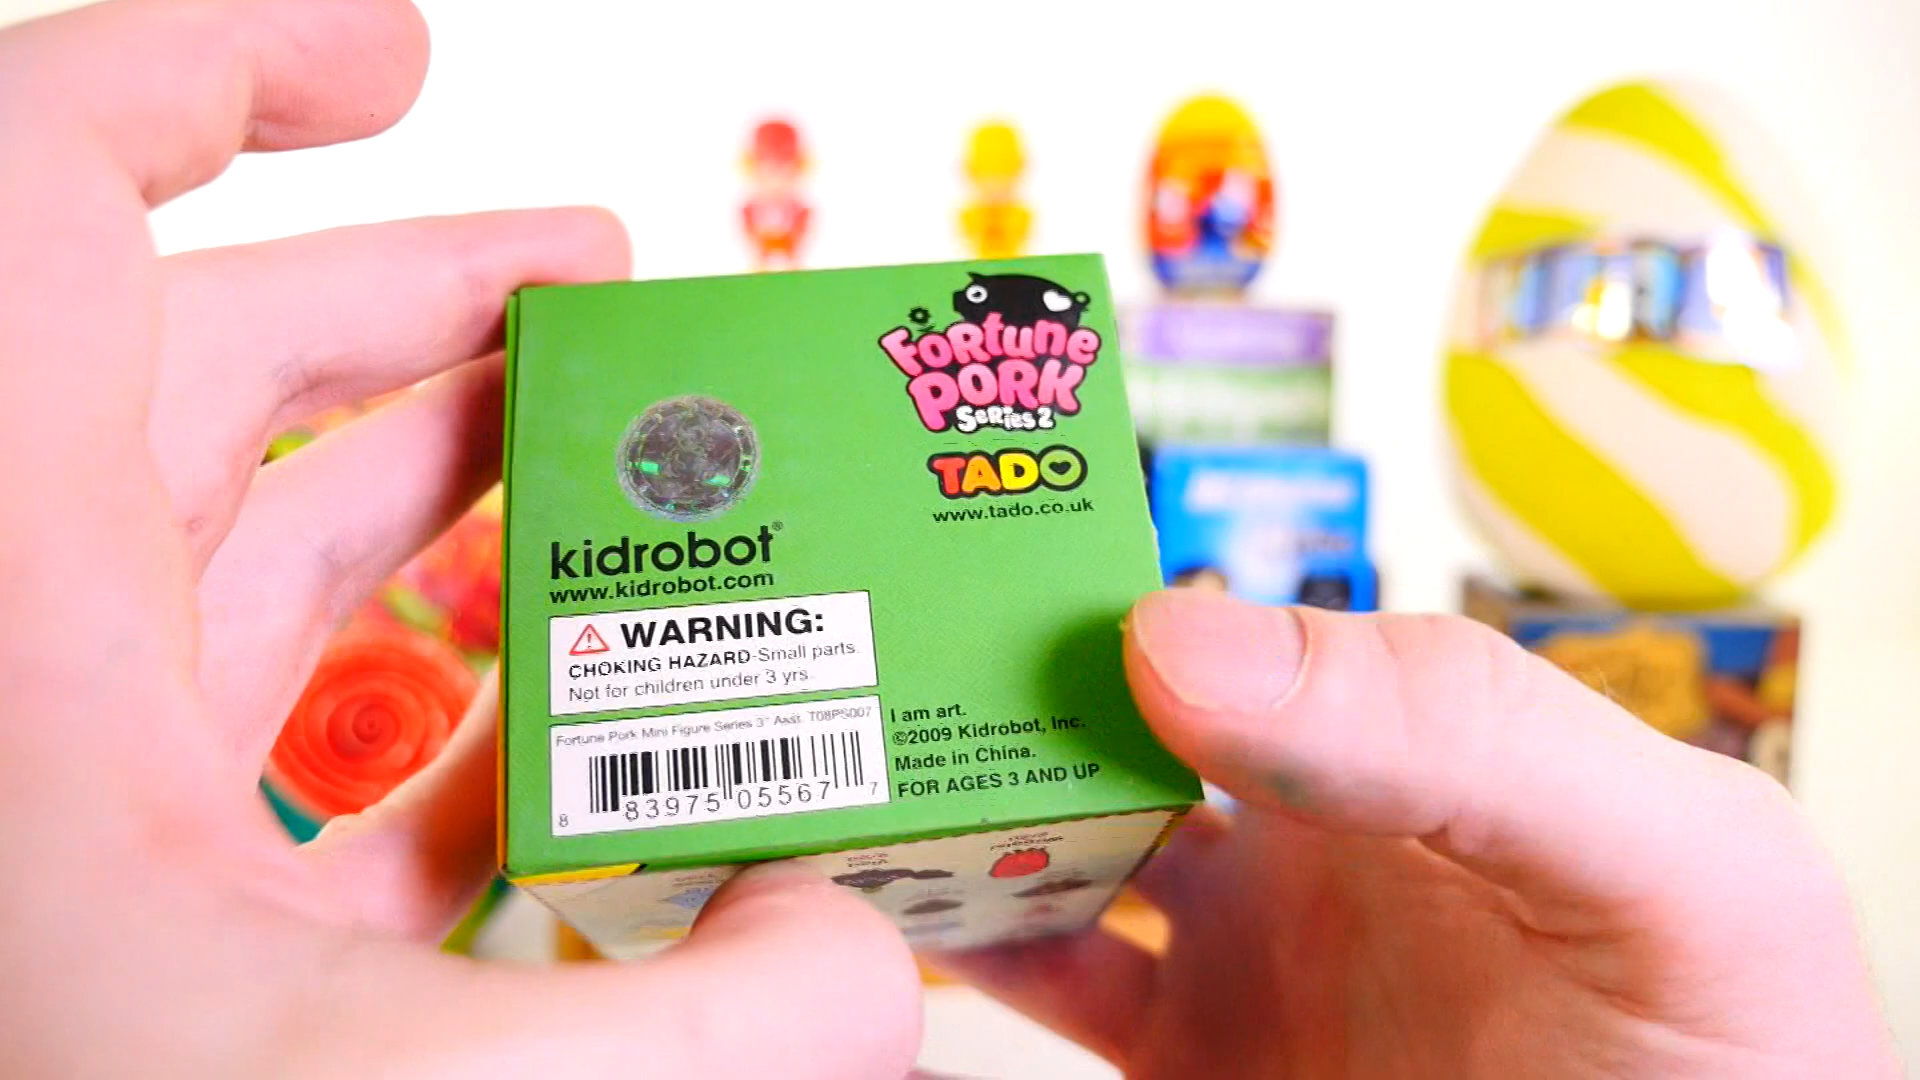 Fortune
PORK
Series 2
TADO
www.tado.co.uk
kidrobot®
www.kidrobot.com
WARNING:
CHOKING HAZARD-Small parts.
Not for children under 3 yrs.
Fortune Pork Mini Figure Series 3" Asst. T08PS007
8 83975 05567 7
I am art.
©2009 Kidrobot, Inc.
Made in China.
FOR AGES 3 AND UP